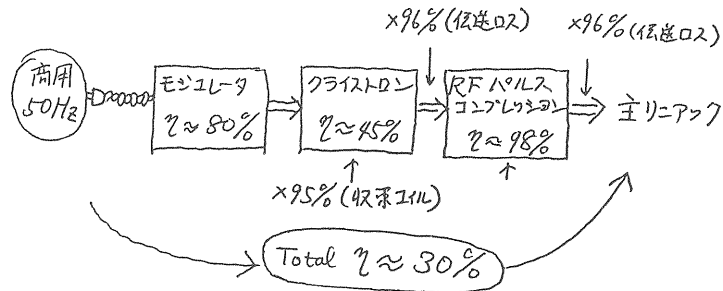 ×96%(伝送ロス)
×96%(伝送ロス)
商用
50Hz
モジュレータ
η≈80%
クライストロン
η≈45%
RFパルス
コンプレッション
η≈98%
主リニアック
×95%(収束コイル)
Total η≈30%